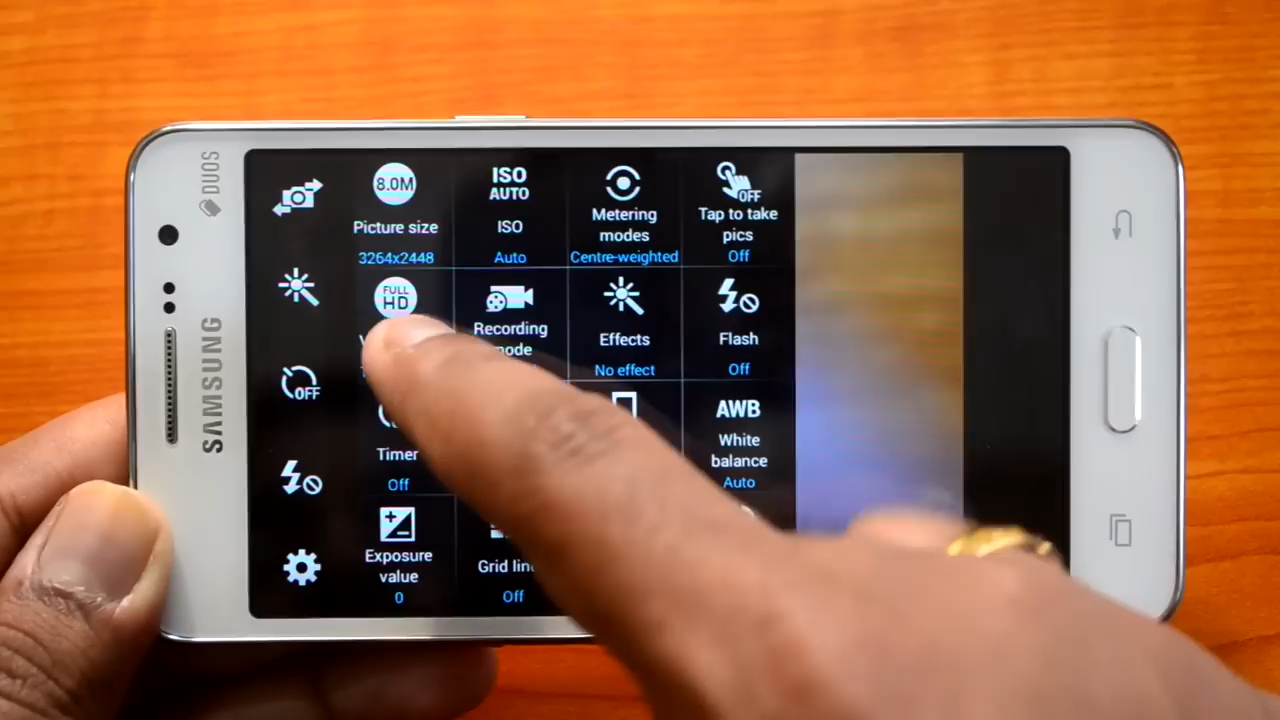 DUOS
SAMSUNG
8.0M
Picture size
3264x2448
ISO
AUTO
ISO
Auto
Metering
modes
Centre-weighted
OFF
Tap to take
pics
Off
FULL
HD
Recording
Effects
No effect
Flash
Off
OFF
Timer
Off
AWB
White
balance
Auto
Exposure
value
0
Grid
Off